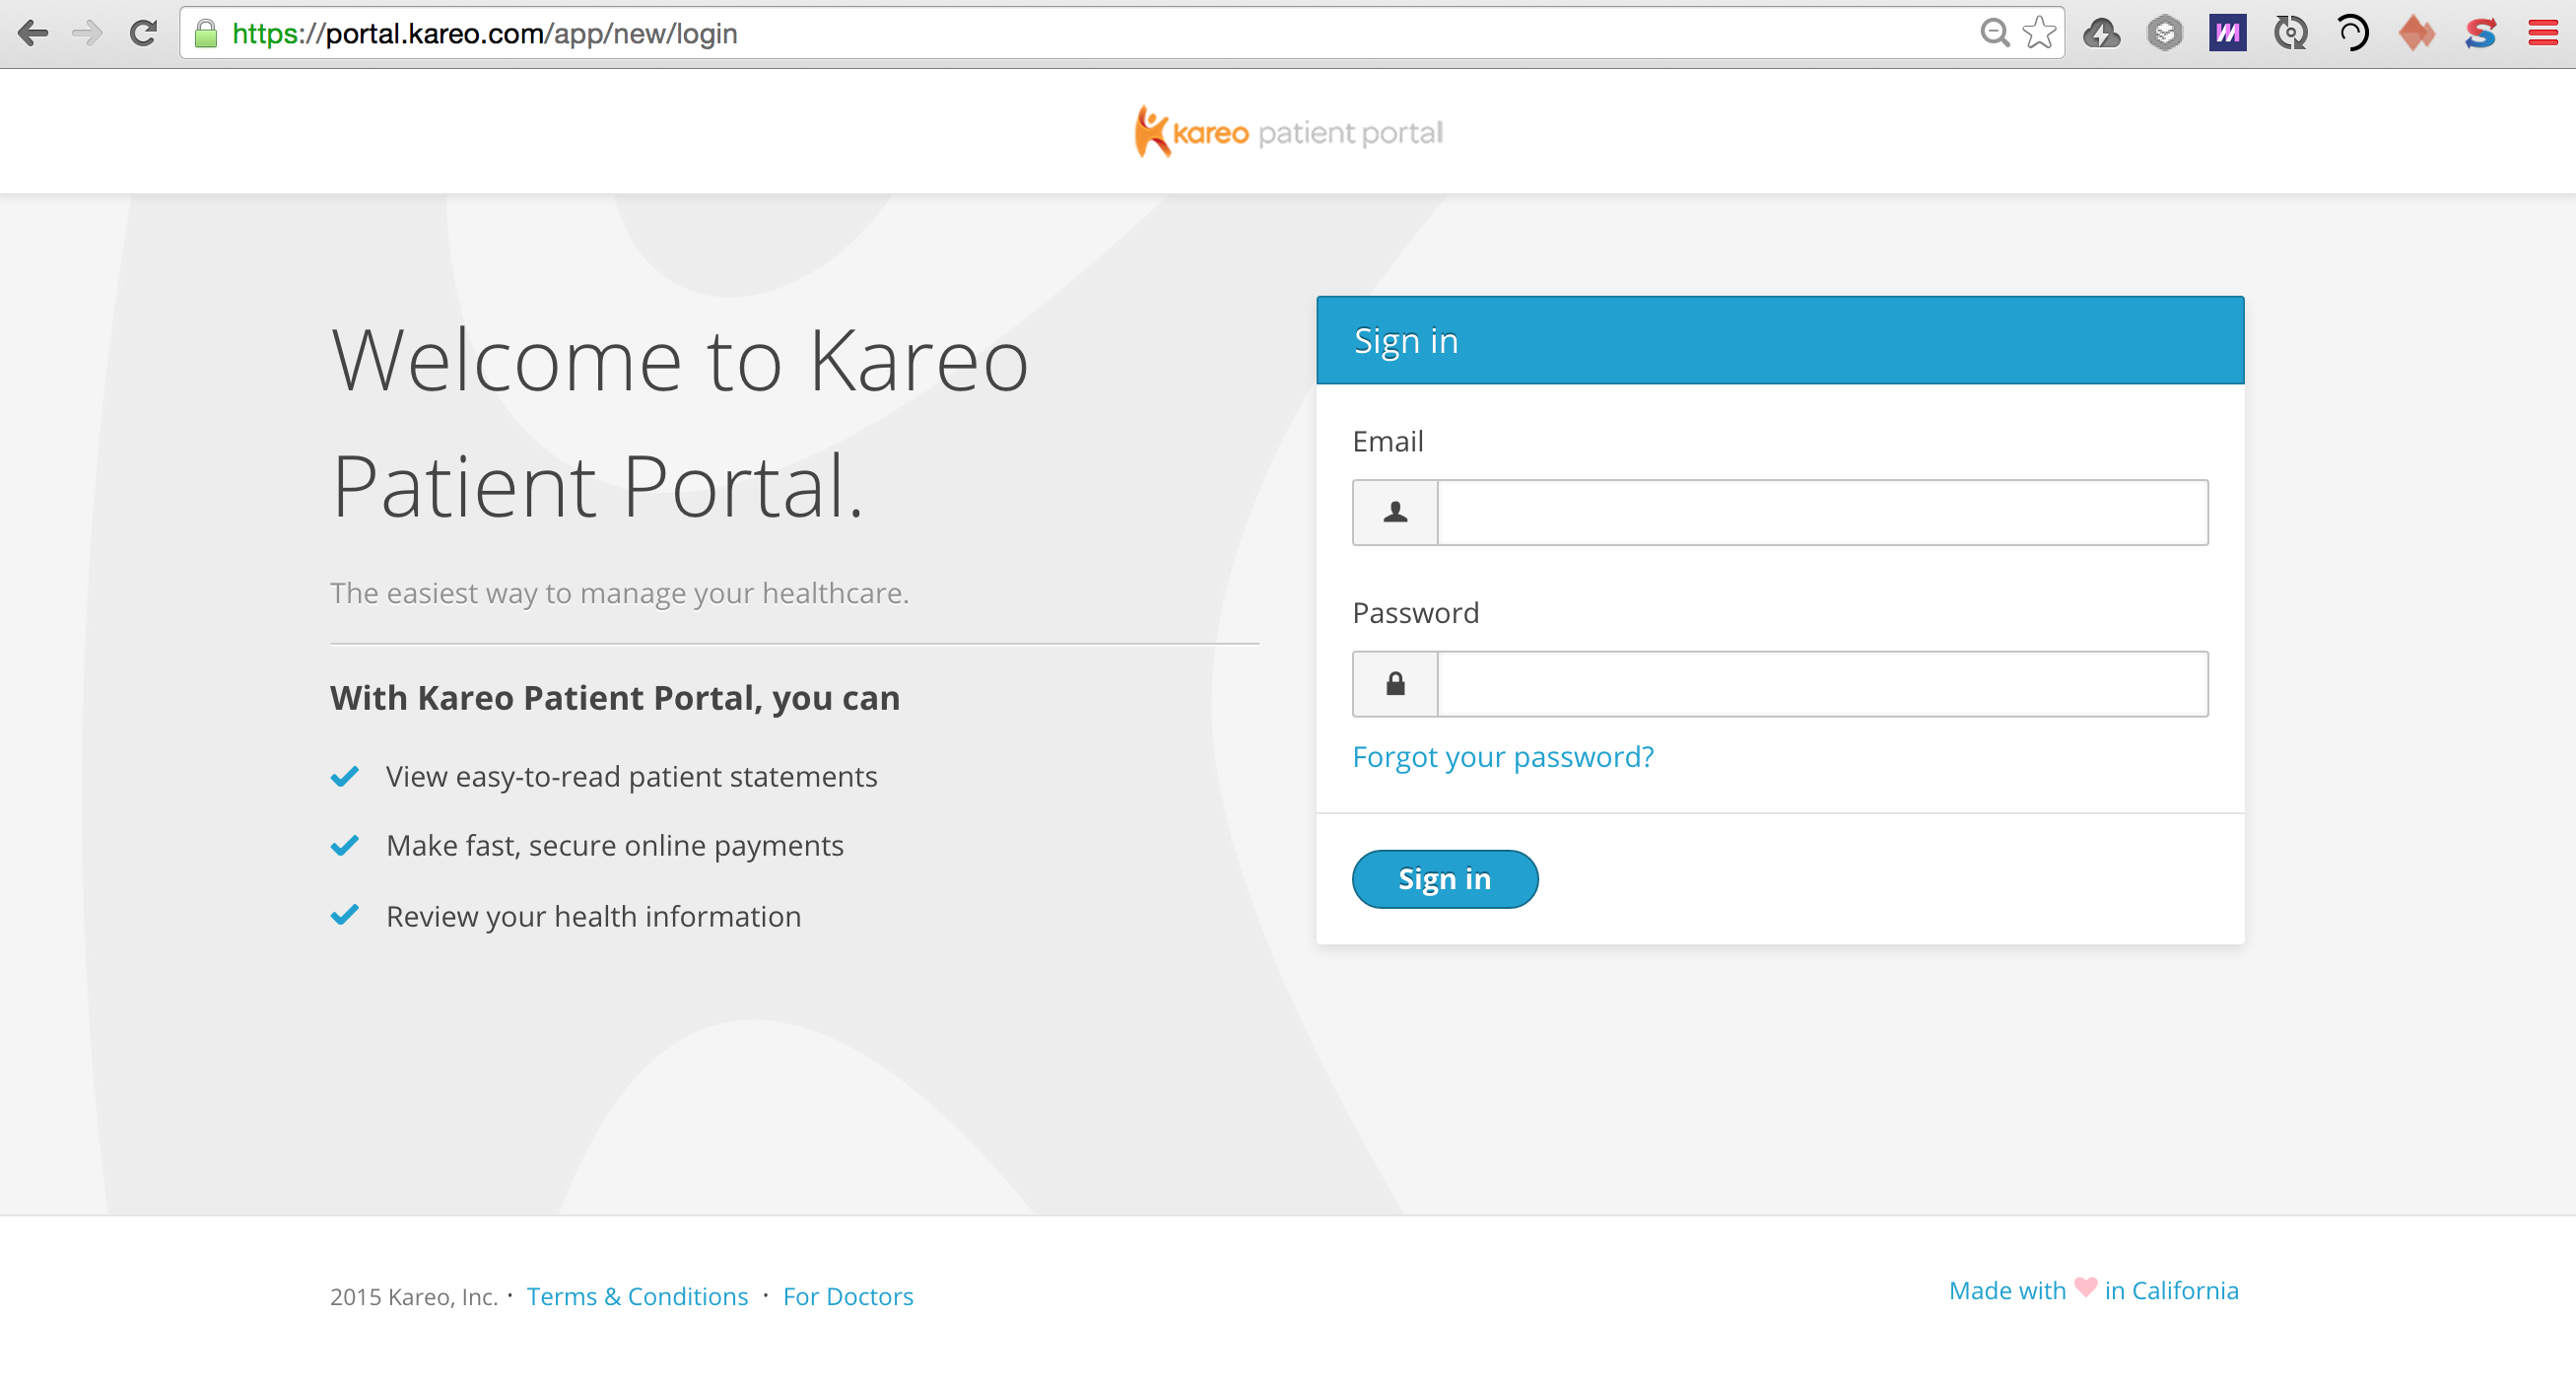 https://portal.kareo.com/app/new/login
kareo patient portal
Welcome to Kareo
Patient Portal.
The easiest way to manage your healthcare.
With Kareo Patient Portal, you can
View easy-to-read patient statements
Make fast, secure online payments
Review your health information
Sign in
Email
Password
Forgot your password?
Sign in
2015 Kareo, Inc. · Terms & Conditions · For Doctors
Made with ❤ in California